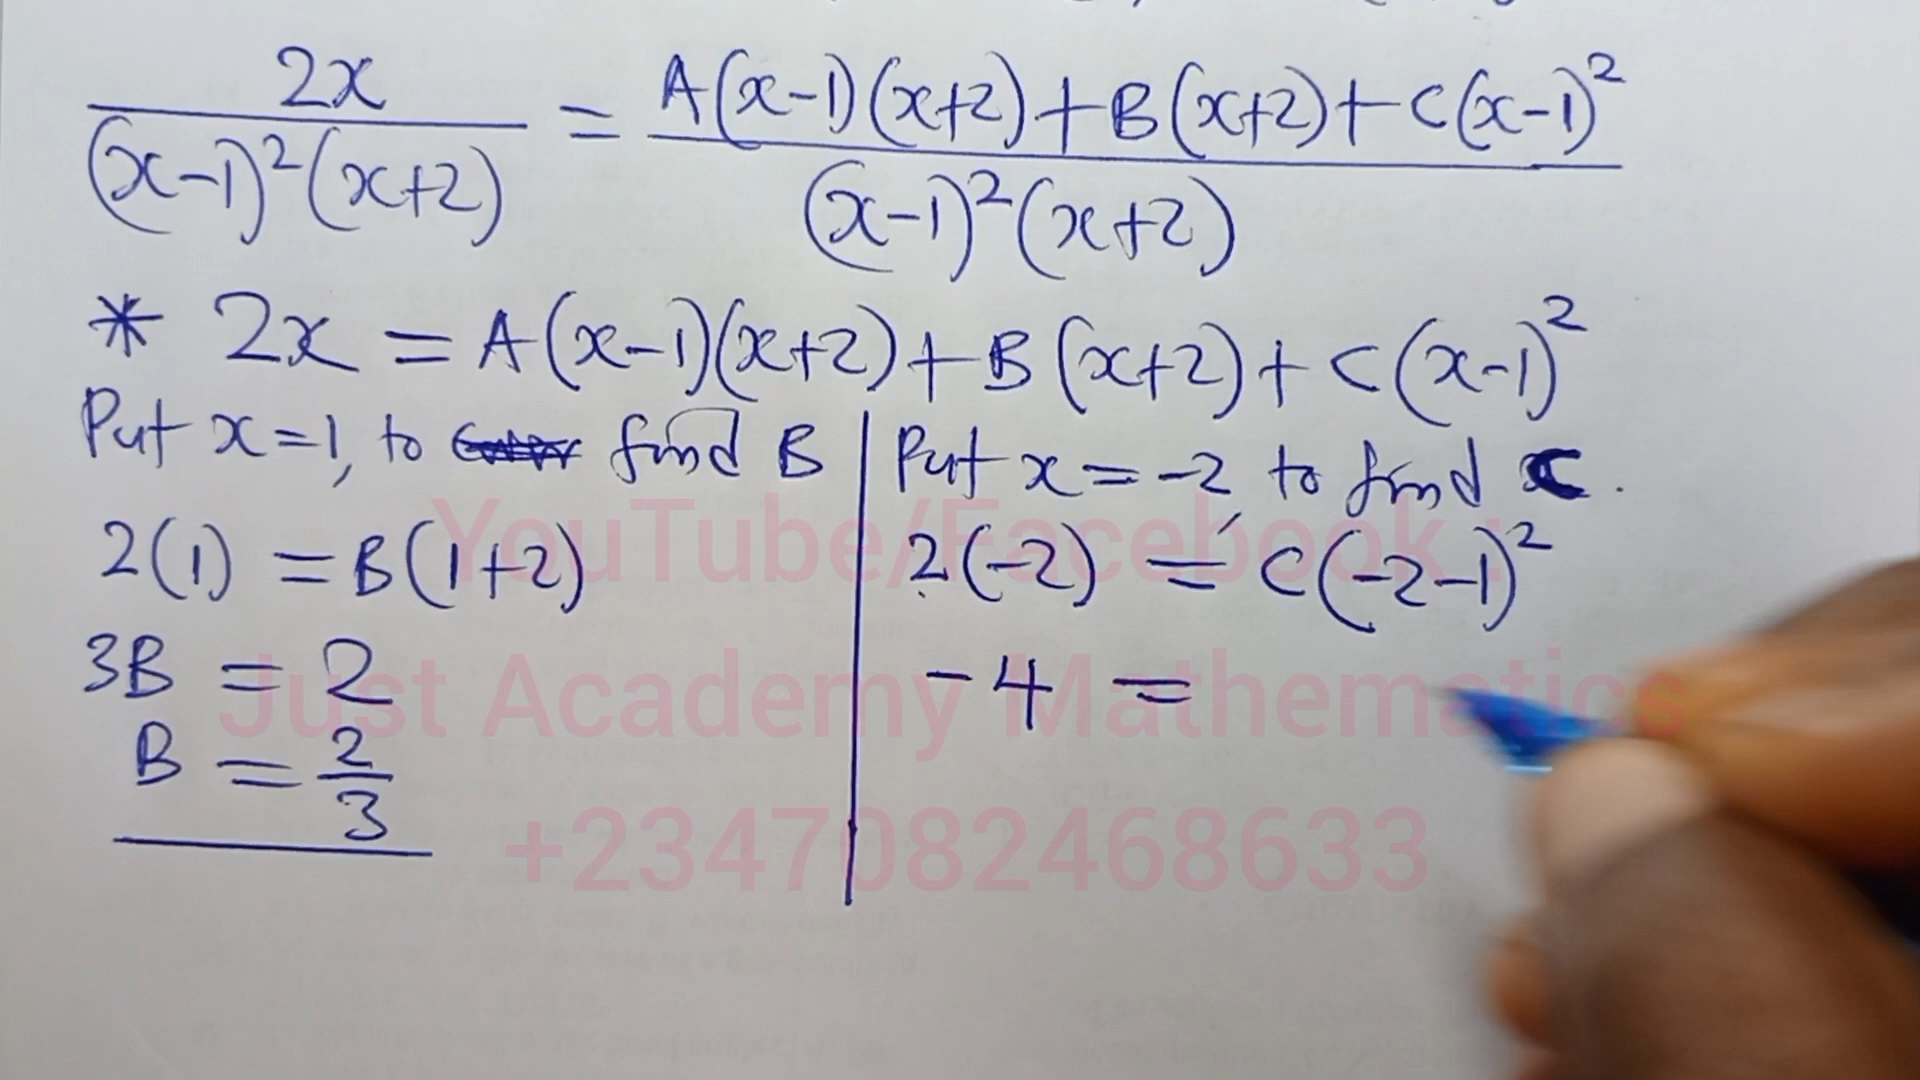 2x / (x-1)²(x+2) = A(x-1)(x+2)+B(x+2)+C(x-1)² / (x-1)²(x+2)
* 2x = A(x-1)(x+2)+B(x+2)+C(x-1)²
Put x=1, to find B
2(1) = B(1+2)
3B = 2
B = 2/3
Put x=-2, to find C.
2(-2) = C(-2-1)²
-4 =
YouTube/Facebook :
Just Academy Mathematics
+2347082468633